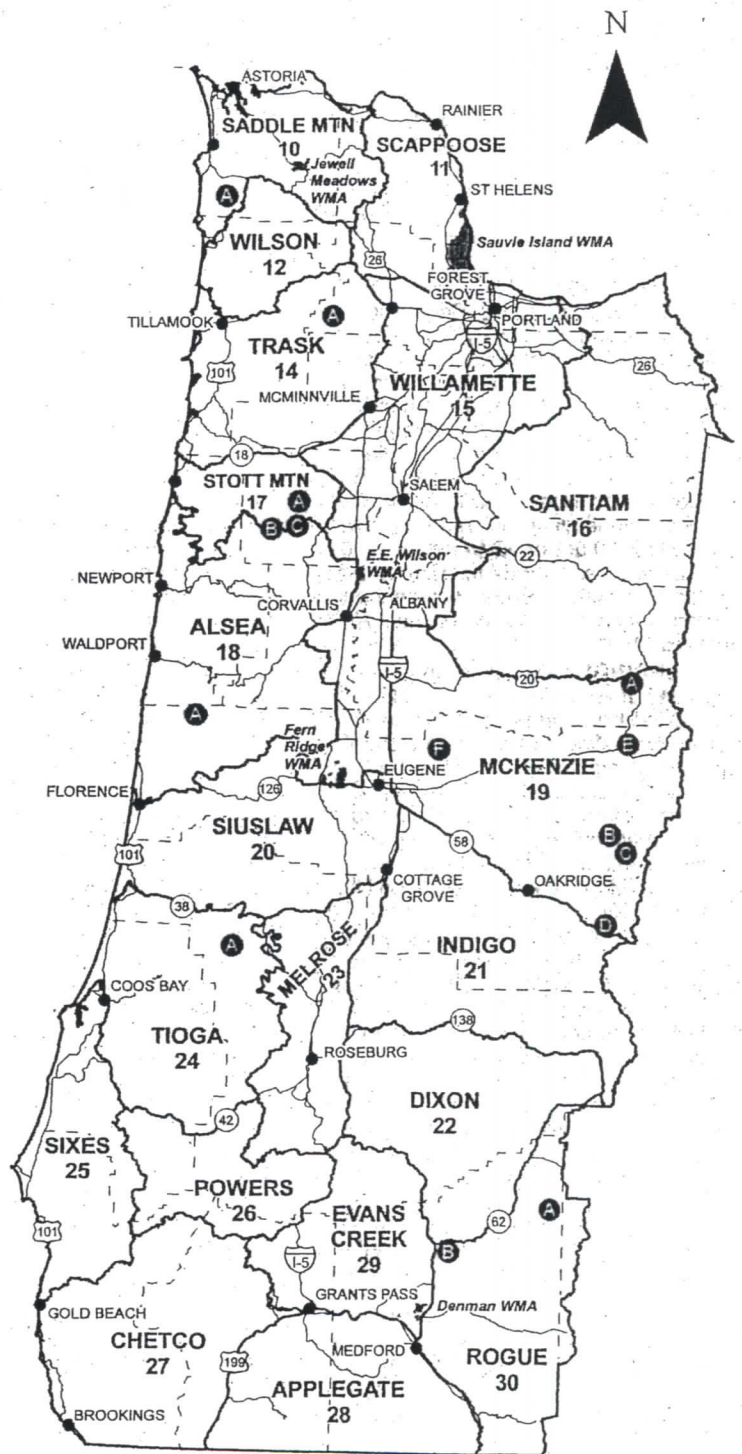 N
ASTORIA
RAINIER
SADDLE MTN
10
SCAPPOOSE
11
Jewell
Meadows
WMA
ST HELENS
A
WILSON
12
Sauvie Island WMA
26
FOREST
GROVE
PORTLAND
I-5
TILLAMOOK
A
TRASK
14
101
26
WILLAMETTE
15
MCMINNVILLE
18
STOTT MTN
17
A
B
C
SALEM
SANTIAM
16
22
E.E. Wilson
WMA
NEWPORT
CORVALLIS
ALBANY
ALSEA
18
WALDPORT
I-5
20
A
A
Fern
Ridge
WMA
F
E
MCKENZIE
19
EUGENE
126
FLORENCE
SIUSLAW
20
B
C
58
101
COTTAGE
GROVE
OAKRIDGE
38
D
A
MELROSE
23
INDIGO
21
COOS BAY
138
TIOGA
24
ROSEBURG
DIXON
22
42
SIXES
25
POWERS
26
A
62
EVANS
CREEK
29
B
101
I-5
GRANTS PASS
Denman WMA
GOLD BEACH
CHETCO
27
MEDFORD
199
ROGUE
30
APPLEGATE
28
BROOKINGS